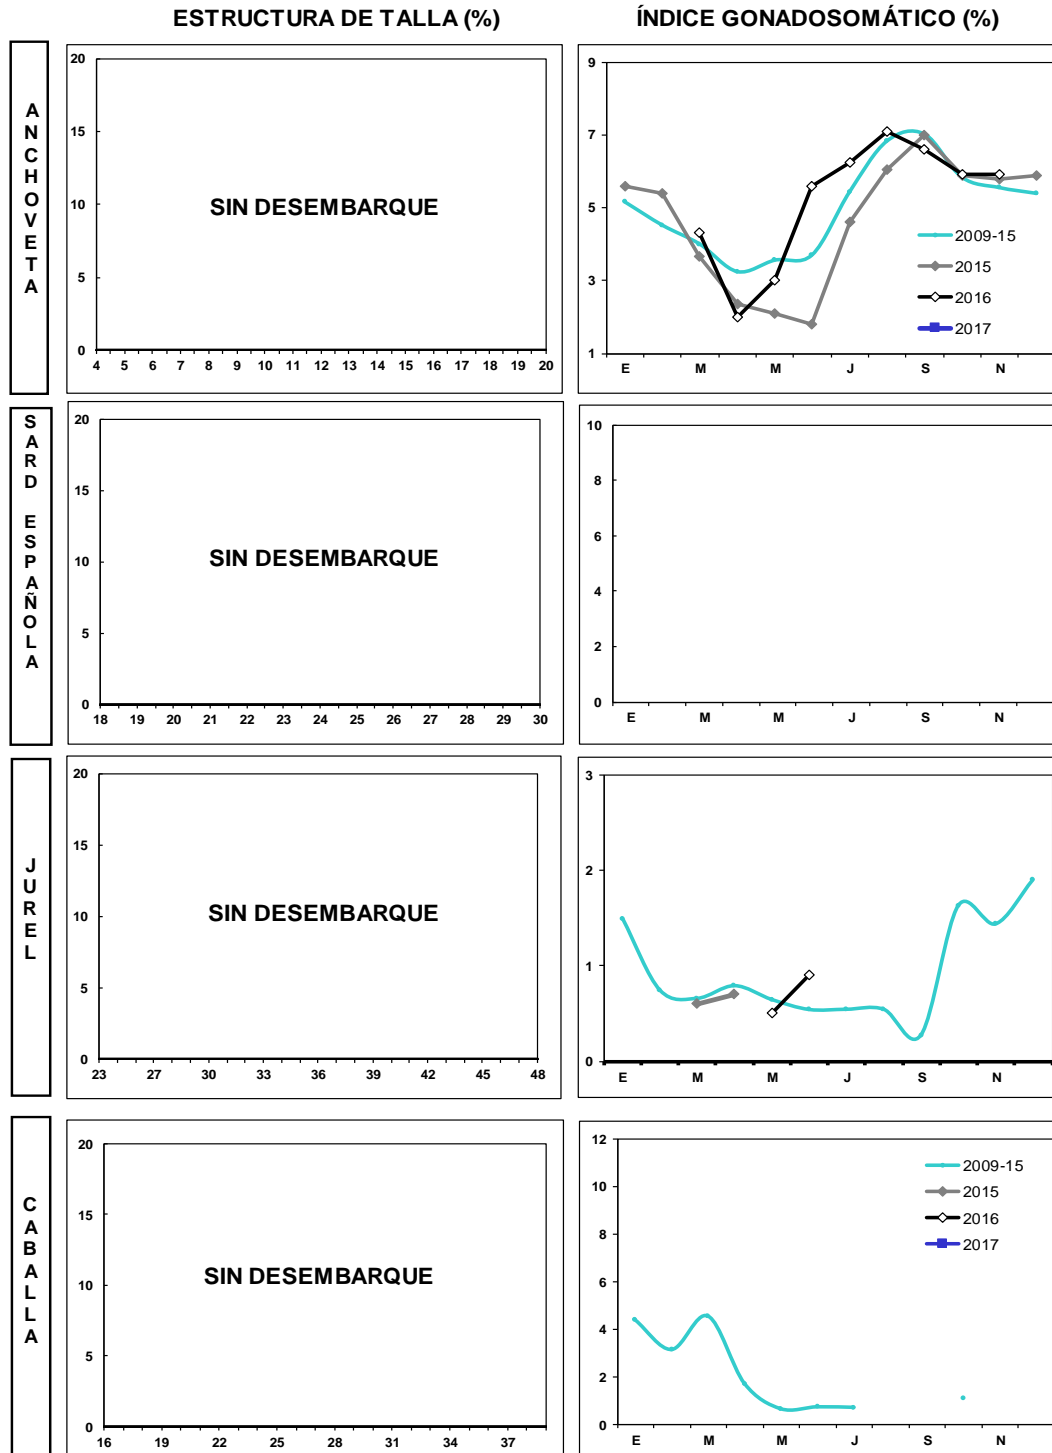 ESTRUCTURA DE TALLA (%)
ÍNDICE GONADOSOMÁTICO (%)
ANCHOVETA
20
15
10
5
0
SIN DESEMBARQUE
4 5 6 7 8 9 10 11 12 13 14 15 16 17 18 19 20
9
7
5
3
1
2009-15
2015
2016
2017
E M M J S N
SARD ESPAÑOLA
20
15
10
5
0
SIN DESEMBARQUE
18 19 20 21 22 23 24 25 26 27 28 29 30
10
8
6
4
2
0
E M M J S N
JUREL
20
15
10
5
0
SIN DESEMBARQUE
23 27 30 33 36 39 42 45 48
3
2
1
0
E M M J S N
CABALLA
20
15
10
5
0
SIN DESEMBARQUE
16 19 22 25 28 31 34 37
12
10
8
6
4
2
0
2009-15
2015
2016
2017
E M M J S N